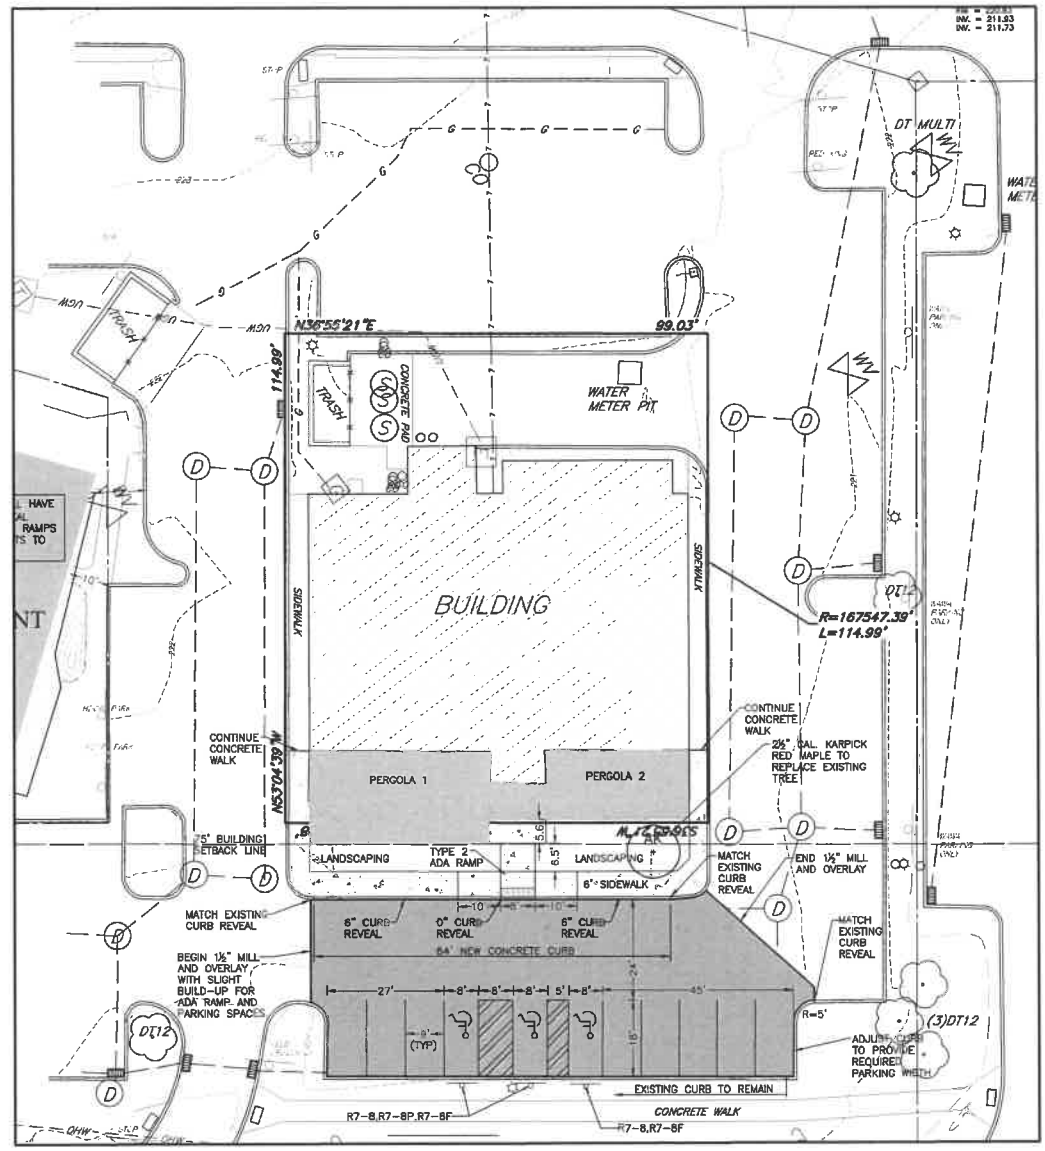 INV. = 211.93
INV. = 211.73
DT MULTI
G
G
G
G
G
G
TRASH
N36°55'21"E
99.03'
114.99'
G
TRASH
CONCRETE PAD
S
S
S
WATER
METER PIT
D
D
D
D
HAVE
RAMPS
TO
10'
NT
SIDEWALK
BUILDING
SIDEWALK
D
DT12
R=167547.39'
L=114.99'
CONTINUE
CONCRETE
WALK
N53°04'39"W
CONTINUE
CONCRETE
WALK
2½" CAL. KARPICK
RED MAPLE TO
REPLACE EXISTING
TREE
PERGOLA 1
PERGOLA 2
5' BUILDING
SETBACK LINE
5.6'
6.5'
D
D
AR
LANDSCAPING
TYPE 2
ADA RAMP
LANDSCAPING
6' SIDEWALK
MATCH
EXISTING
CURB
REVEAL
END 1½" MILL
AND OVERLAY
D
D
MATCH EXISTING
CURB REVEAL
6" CURB
REVEAL
0" CURB
REVEAL
6" CURB
REVEAL
10'
10'
D
MATCH
EXISTING
CURB
REVEAL
D
64' NEW CONCRETE CURB
BEGIN 1½" MILL
AND OVERLAY
WITH SLIGHT
BUILD-UP FOR
ADA RAMP AND
PARKING SPACES
24'
27'
8'
8'
8'
5'
8'
45'
R=5'
18'
9'
(TYP)
DT12
(3)DT12
ADJUST CURB
TO PROVIDE
REQUIRED
PARKING WIDTH
D
EXISTING CURB TO REMAIN
CONCRETE WALK
R7-8,R7-8P,R7-8F
R7-8,R7-8F
OHW
OHW